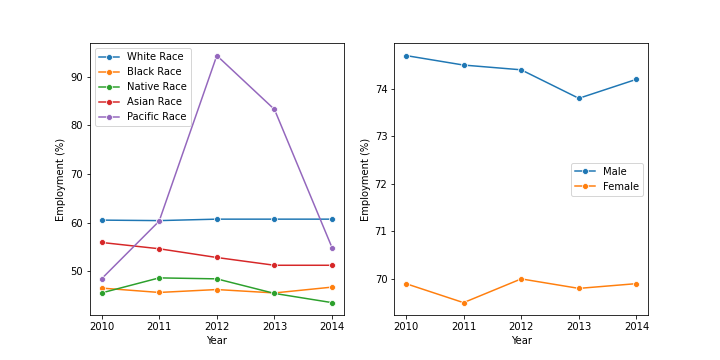 White Race
Black Race
Native Race
Asian Race
Pacific Race
90
80
70
60
50
Employment (%)
2010 2011 2012 2013 2014
Year
Male
Female
74
73
72
71
70
Employment (%)
2010 2011 2012 2013 2014
Year